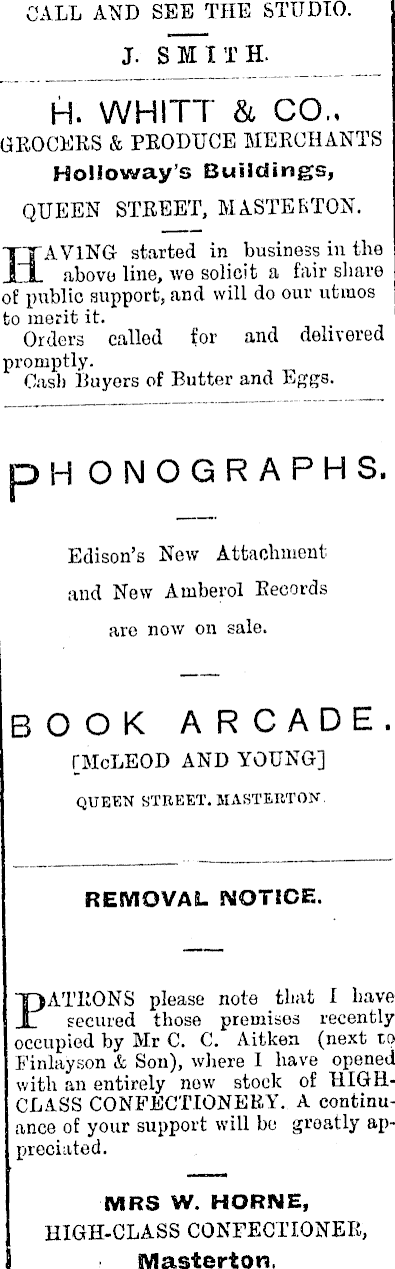 CALL AND SEE THE STUDIO.
J. SMITH.
H. WHITT & CO.,
GROCERS & PRODUCE MERCHANTS
Holloway's Buildings,
QUEEN STREET, MASTERTON.
HAVING started in business in the
above line, we solicit a fair share
of public support, and will do our utmos
to merit it.
Orders called for and delivered
promptly.
Cash Buyers of Butter and Eggs.
PHONOGRAPHS.
Edison's New Attachment
and New Amberol Records
are now on sale.
BOOK ARCADE.
[McLEOD AND YOUNG]
QUEEN STREET. MASTERTON.
REMOVAL NOTICE.
PATRONS please note that I have
secured those premises recently
occupied by Mr C. C. Aitken (next to
Finlayson & Son), where I have opened
with an entirely new stock of HIGH-
CLASS CONFECTIONERY. A continu-
ance of your support will be greatly ap-
preciated.
MRS W. HORNE,
HIGH-CLASS CONFECTIONER,
Masterton.